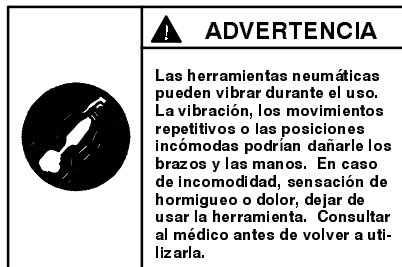 ADVERTENCIA
Las herramientas neumáticas
pueden vibrar durante el uso.
La vibración, los movimientos
repetitivos o las posiciones
incómodas podrían dañarle los
brazos y las manos.  En caso
de incomodidad, sensación de
hormigueo o dolor, dejar de
usar la herramienta.  Consultar
al médico antes de volver a uti-
lizarla.